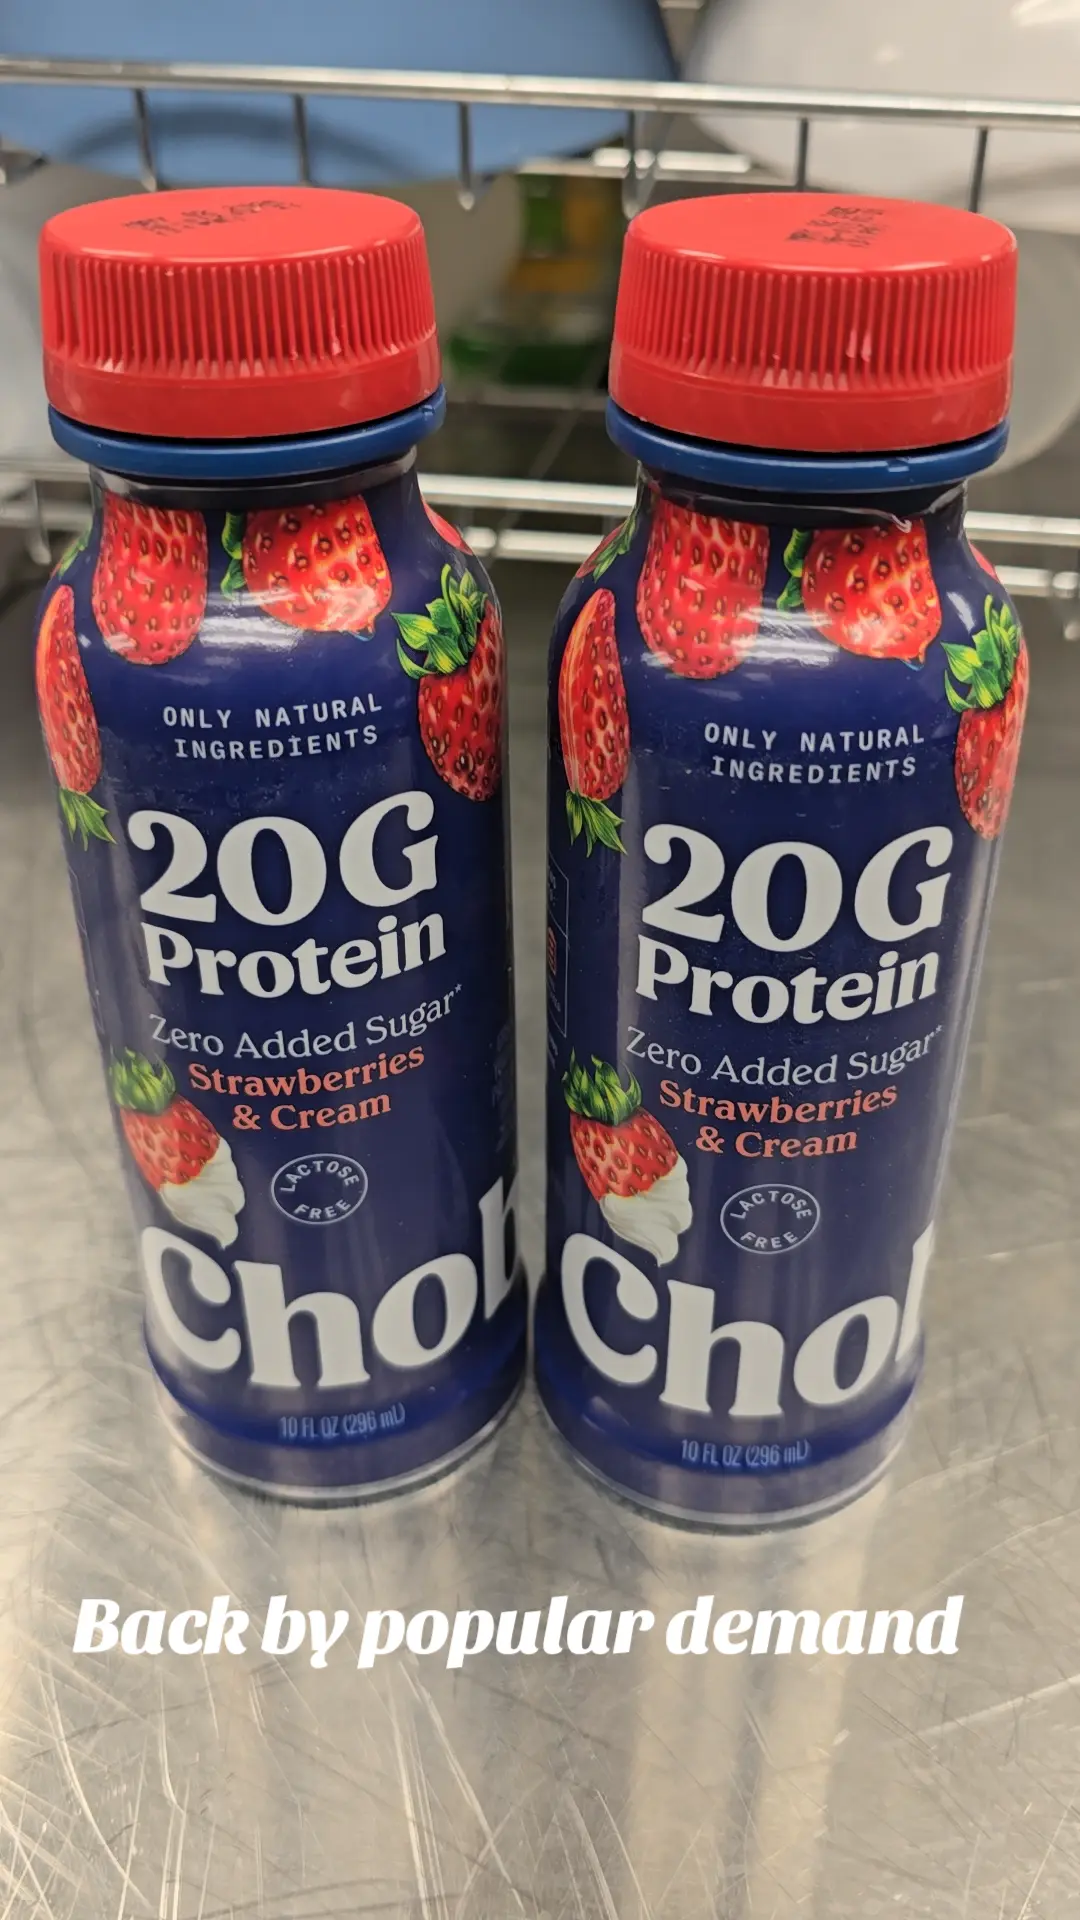 ONLY NATURAL
INGREDIENTS
20G
Protein
Zero Added Sugar*
Strawberries
& Cream
LACTOSE
FREE
Chob
10 FL OZ (296 mL)
ONLY NATURAL
INGREDIENTS
20G
Protein
Zero Added Sugar*
Strawberries
& Cream
LACTOSE
FREE
Cho
10 FL OZ (296 mL)
Back by popular demand